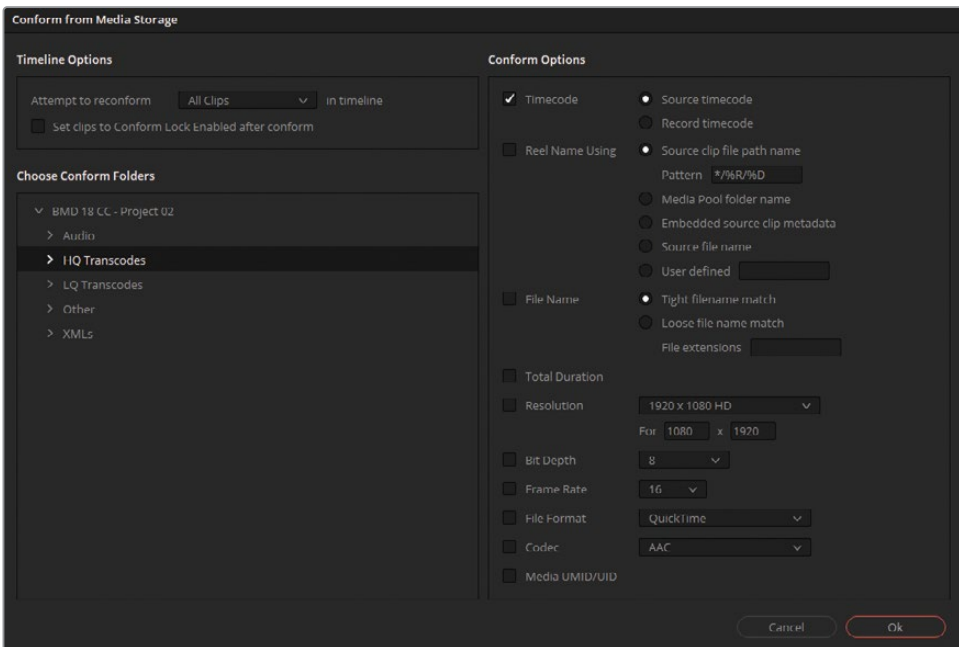 Conform from Media Storage
Timeline Options
Attempt to reconform All Clips in timeline
Set clips to Conform Lock Enabled after conform
Choose Conform Folders
BMD 18 CC - Project 02
Audio
HQ Transcodes
LQ Transcodes
Other
XMLs
Conform Options
Timecode
Source timecode
Record timecode
Reel Name Using
Source clip file path name
Pattern */%R/%D
Media Pool folder name
Embedded source clip metadata
Source file name
User defined
File Name
Tight filename match
Loose file name match
File extensions
Total Duration
Resolution 1920 x 1080 HD
For 1080 x 1920
Bit Depth 8
Frame Rate 16
File Format QuickTime
Codec AAC
Media UMID/UID
Cancel Ok